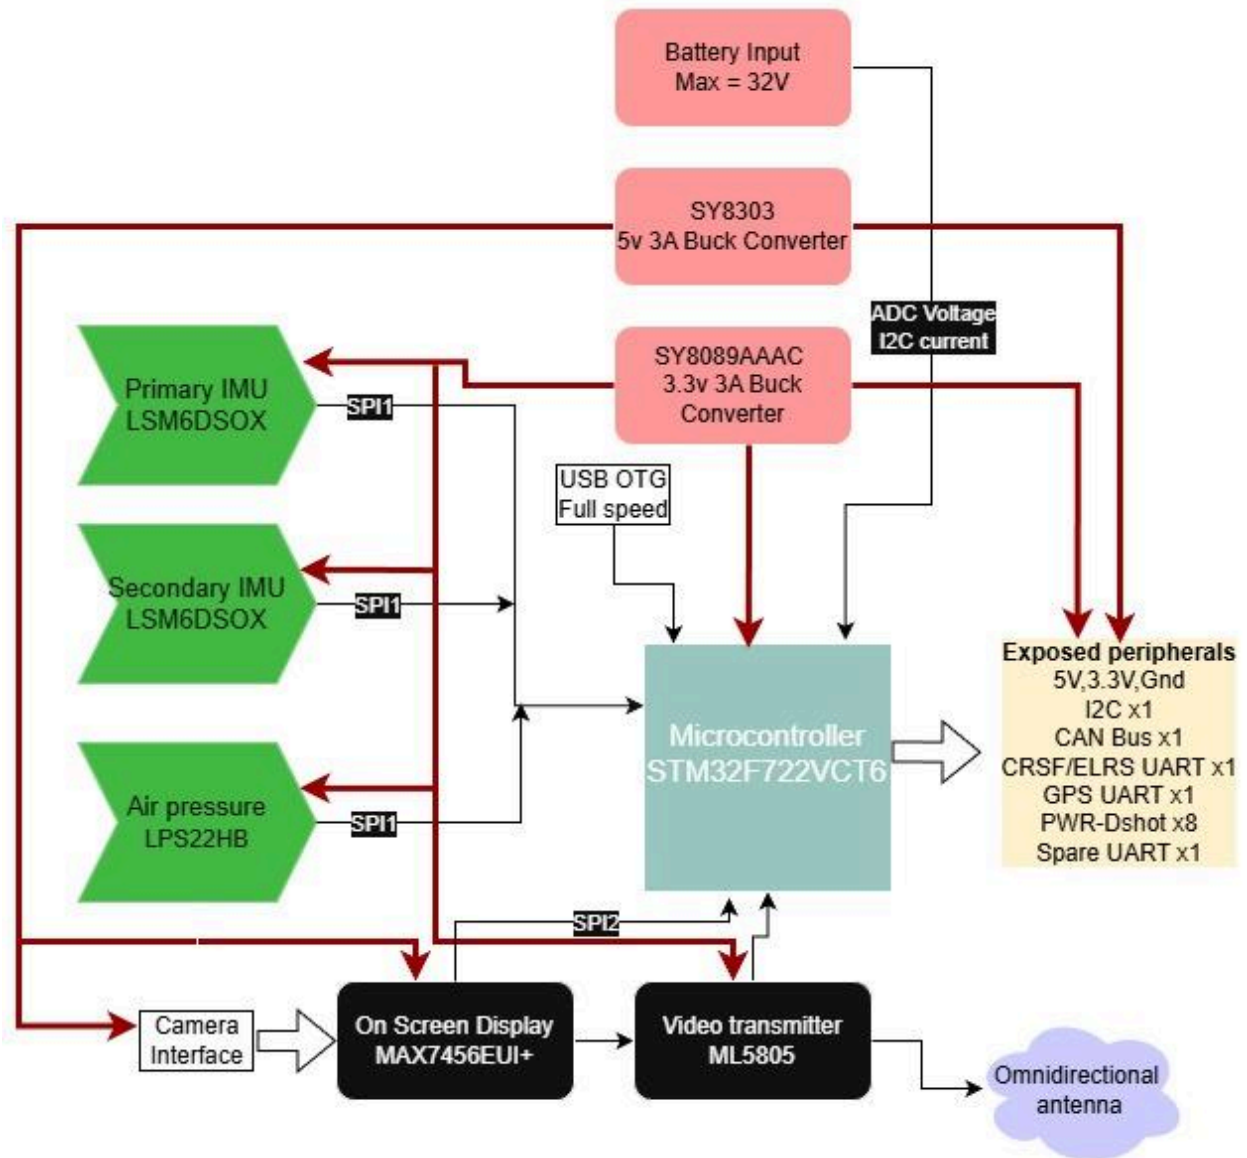 Battery Input
Max = 32V
SY8303
5v 3A Buck Converter
ADC Voltage
I2C current
SY8089AAAC
3.3v 3A Buck
Converter
Primary IMU
LSM6DSOX
SPI1
USB OTG
Full speed
Secondary IMU
LSM6DSOX
SPI1
Microcontroller
STM32F722VCT6
Exposed peripherals
5V,3.3V,Gnd
I2C x1
CAN Bus x1
CRSF/ELRS UART x1
GPS UART x1
PWR-Dshot x8
Spare UART x1
Air pressure
LPS22HB
SPI1
SPI2
Camera
Interface
On Screen Display
MAX7456EUI+
Video transmitter
ML5805
Omnidirectional
antenna